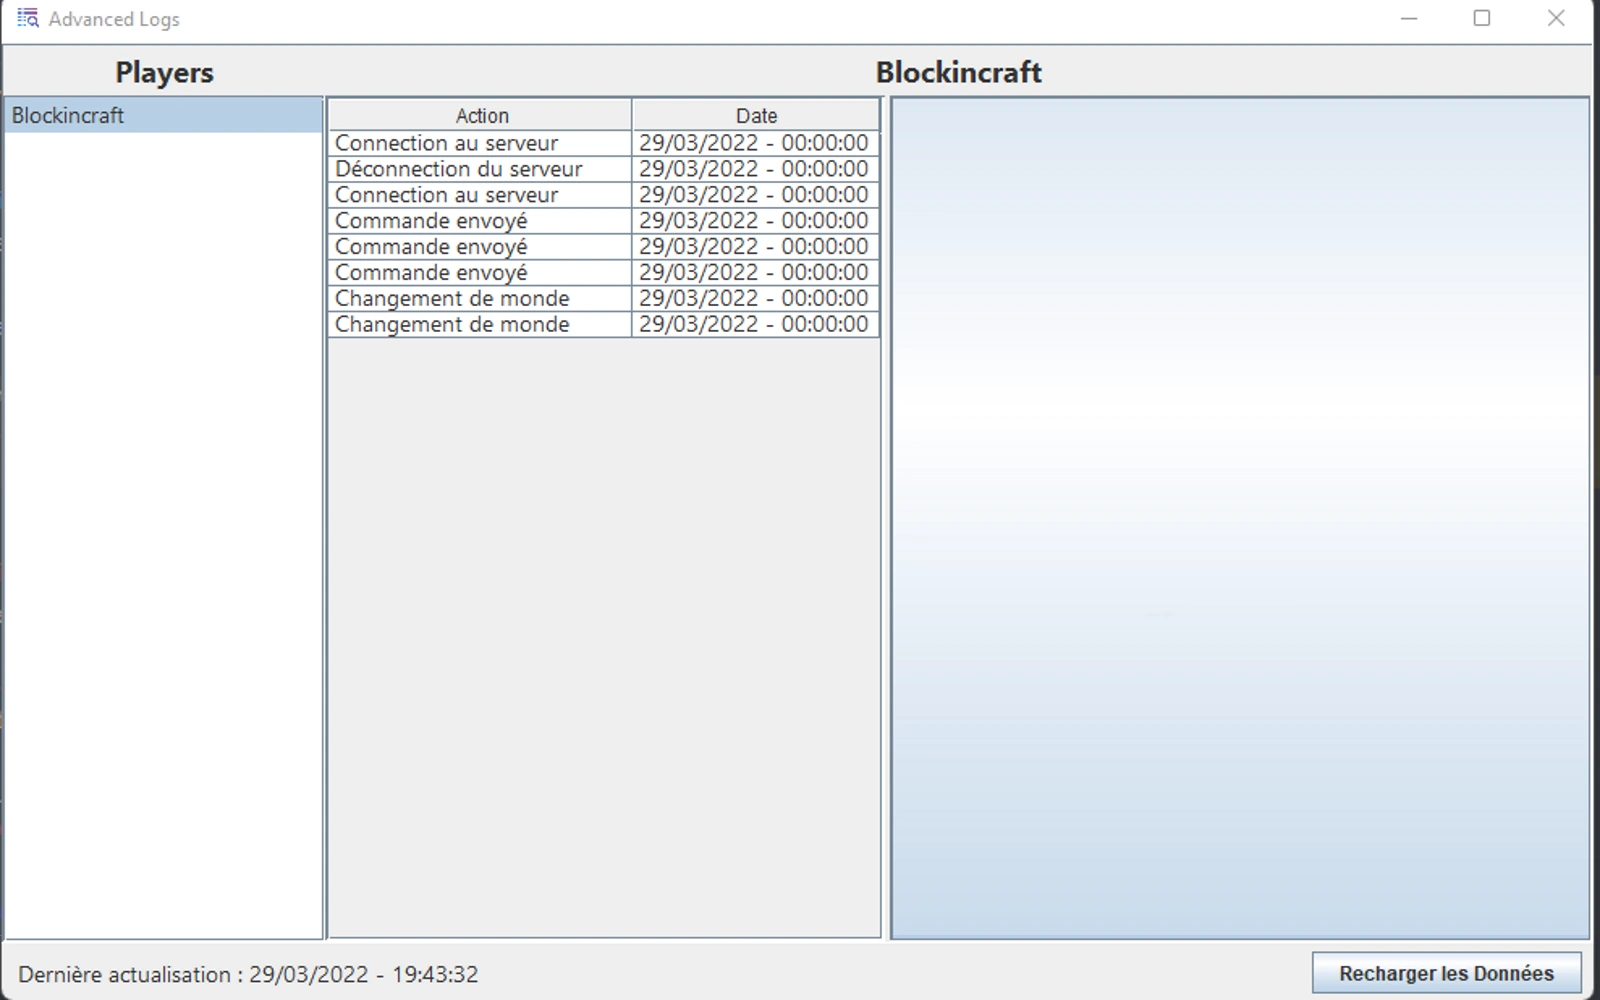 Advanced Logs
Players
Blockincraft
Blockincraft
Action Date
Connection au serveur 29/03/2022 - 00:00:00
Déconnection du serveur 29/03/2022 - 00:00:00
Connection au serveur 29/03/2022 - 00:00:00
Commande envoyé 29/03/2022 - 00:00:00
Commande envoyé 29/03/2022 - 00:00:00
Commande envoyé 29/03/2022 - 00:00:00
Changement de monde 29/03/2022 - 00:00:00
Changement de monde 29/03/2022 - 00:00:00
Dernière actualisation : 29/03/2022 - 19:43:32
Recharger les Données